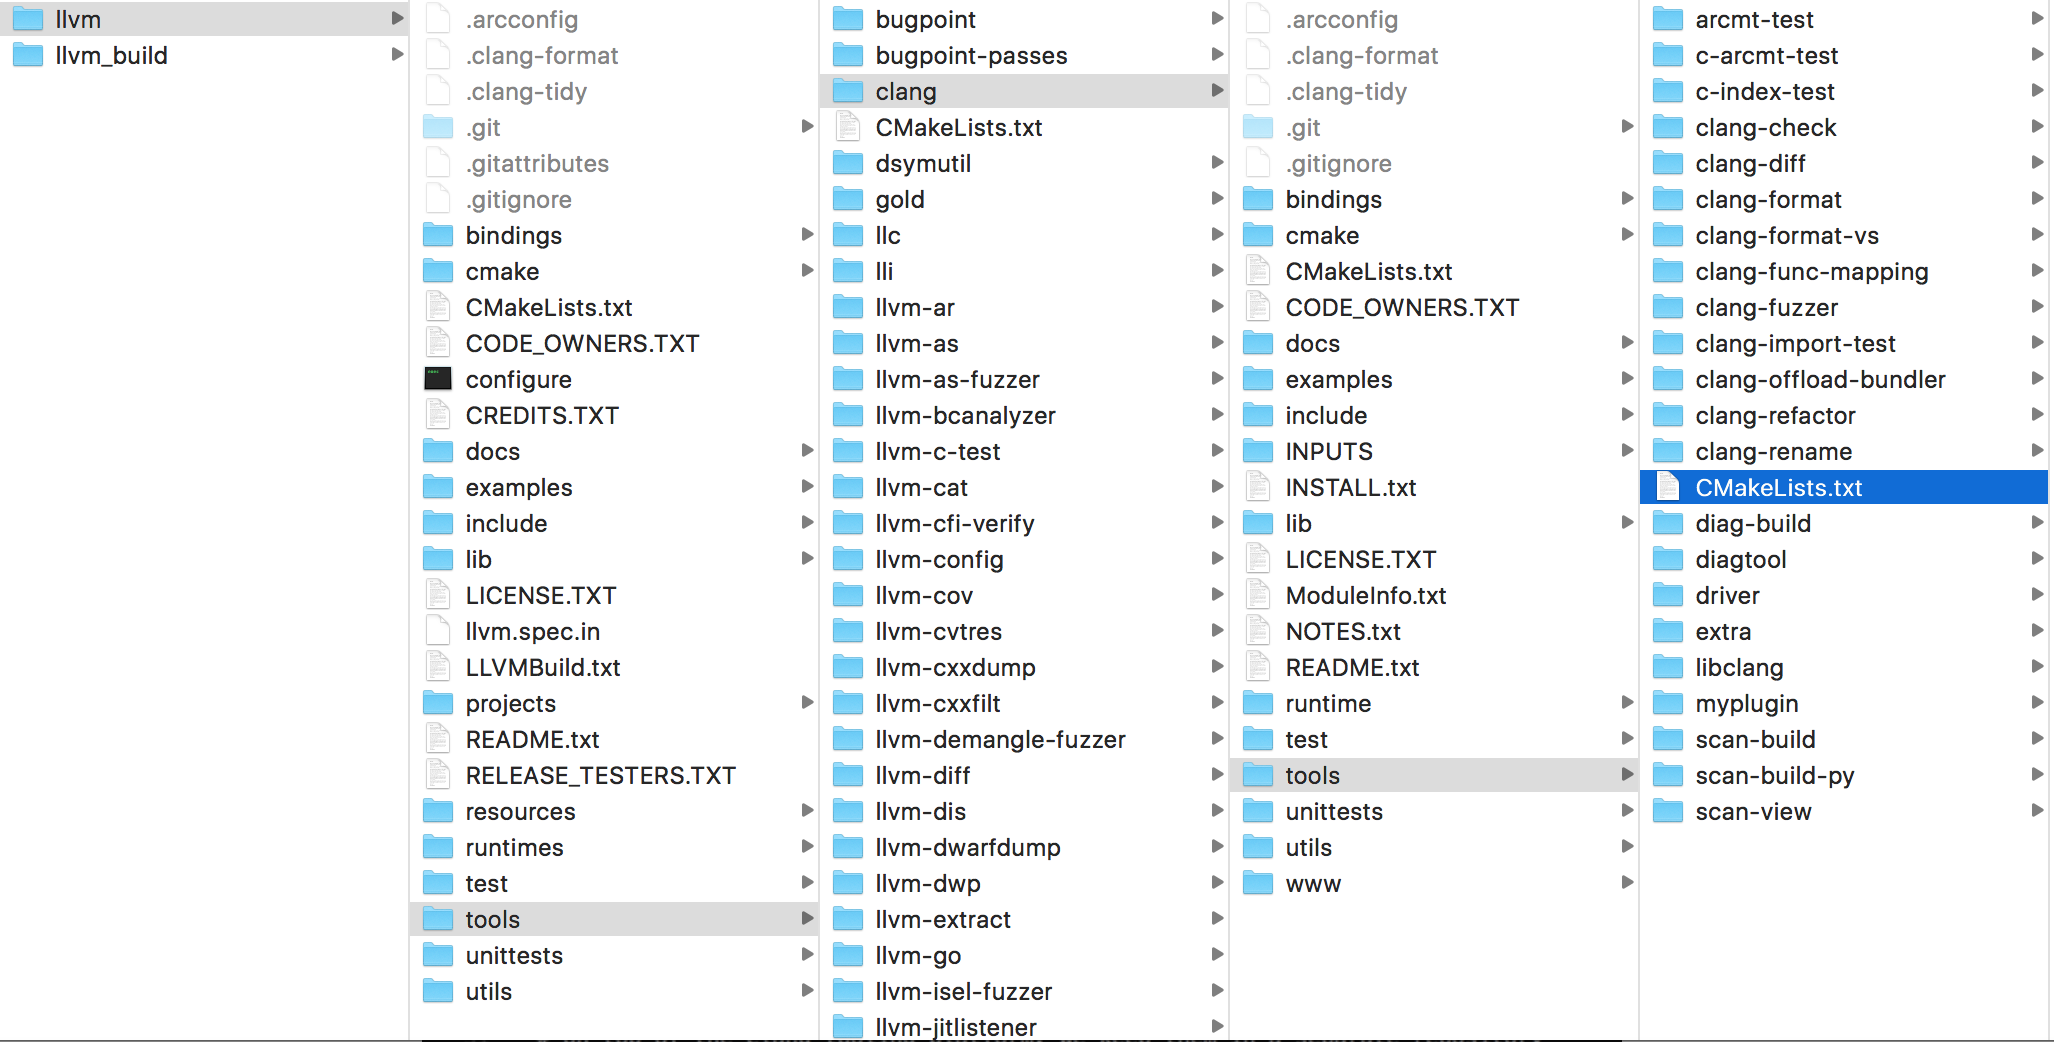 llvm
llvm_build
.arcconfig
.clang-format
.clang-tidy
.git
.gitattributes
.gitignore
bindings
cmake
CMakeLists.txt
CODE_OWNERS.TXT
configure
CREDITS.TXT
docs
examples
include
lib
LICENSE.TXT
llvm.spec.in
LLVMBuild.txt
projects
README.txt
RELEASE_TESTERS.TXT
resources
runtimes
test
tools
unittests
utils
bugpoint
bugpoint-passes
clang
CMakeLists.txt
dsymutil
gold
llc
lli
llvm-ar
llvm-as
llvm-as-fuzzer
llvm-bcanalyzer
llvm-c-test
llvm-cat
llvm-cfi-verify
llvm-config
llvm-cov
llvm-cvtres
llvm-cxxdump
llvm-cxxfilt
llvm-demangle-fuzzer
llvm-diff
llvm-dis
llvm-dwarfdump
llvm-dwp
llvm-extract
llvm-go
llvm-isel-fuzzer
llvm-jitlistener
.arcconfig
.clang-format
.clang-tidy
.git
.gitignore
bindings
cmake
CMakeLists.txt
CODE_OWNERS.TXT
docs
examples
include
INPUTS
INSTALL.txt
lib
LICENSE.TXT
ModuleInfo.txt
NOTES.txt
README.txt
runtime
test
tools
unittests
utils
www
arcmt-test
c-arcmt-test
c-index-test
clang-check
clang-diff
clang-format
clang-format-vs
clang-func-mapping
clang-fuzzer
clang-import-test
clang-offload-bundler
clang-refactor
clang-rename
CMakeLists.txt
diag-build
diagtool
driver
extra
libclang
myplugin
scan-build
scan-build-py
scan-view